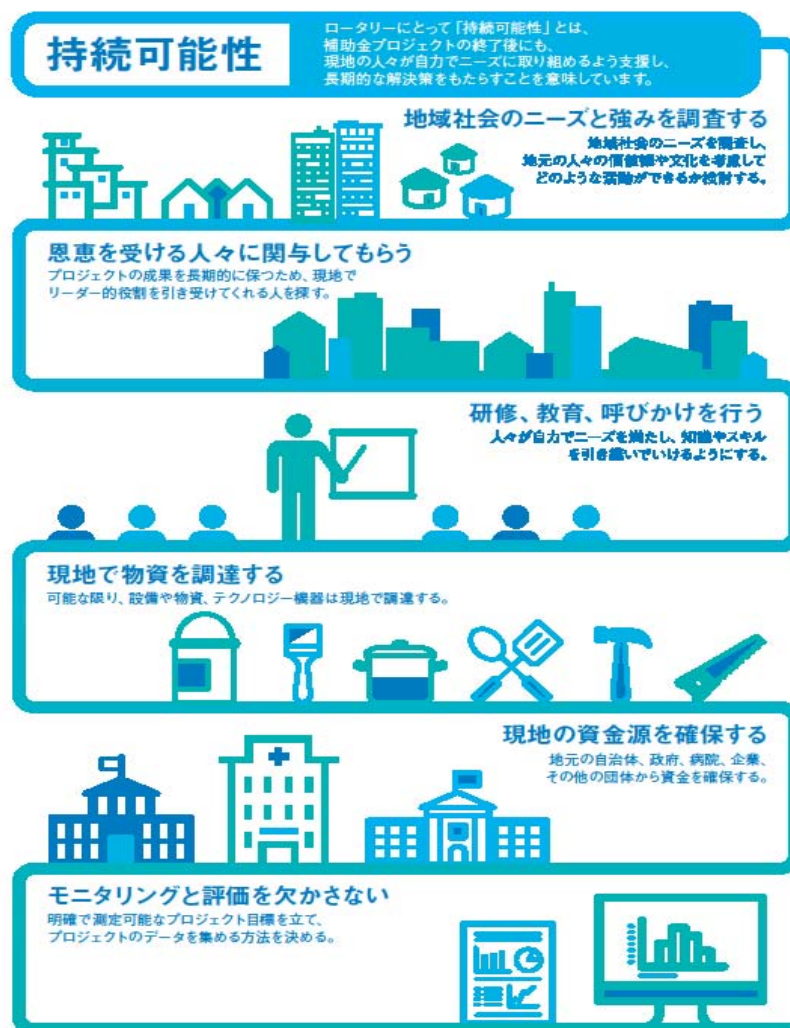 持続可能性
ロータリーにとって「持続可能性」とは、
補助金プロジェクトの終了後にも、
現地の人々が自力でニーズに取り組めるよう支援し、
長期的な解決策をもたらすことを意味しています。
地域社会のニーズと強みを調査する
地域社会のニーズを調査し、
地元の人々の価値観や文化を考慮して
どのような活動ができるか検討する。
恩恵を受ける人々に関与してもらう
プロジェクトの成果を長期的に保つため、現地で
リーダー的役割を引き受けてくれる人を探す。
研修、教育、呼びかけを行う
人々が自力でニーズを満たし、知識やスキル
を引き継いでいけるようにする。
現地で物資を調達する
可能な限り、設備や物資、テクノロジー機器は現地で調達する。
現地の資金源を確保する
地元の自治体、政府、病院、企業、
その他の団体から資金を確保する。
モニタリングと評価を欠かさない
明確で測定可能なプロジェクト目標を立て、
プロジェクトのデータを集める方法を決める。